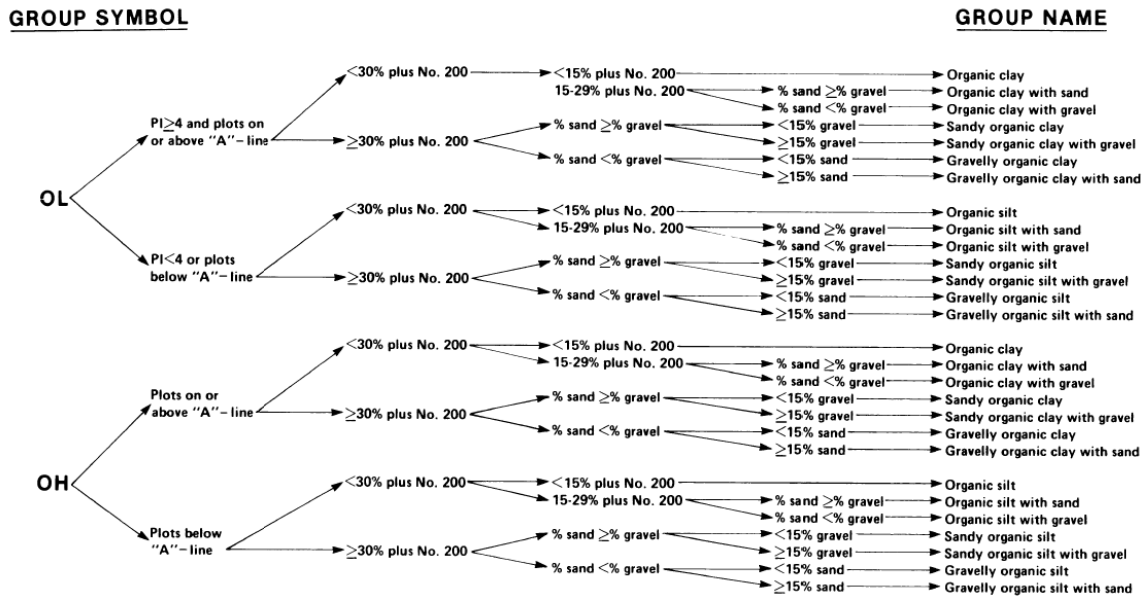 GROUP SYMBOL GROUP NAME
<30% plus No. 200 <15% plus No. 200 Organic clay
15-29% plus No. 200 % sand ≥% gravel Organic clay with sand
% sand <% gravel Organic clay with gravel
PI≥4 and plots on
or above "A"-line
≥30% plus No. 200 % sand ≥% gravel <15% gravel Sandy organic clay
≥15% gravel Sandy organic clay with gravel
% sand <% gravel <15% sand Gravelly organic clay
≥15% sand Gravelly organic clay with sand
OL
<30% plus No. 200 <15% plus No. 200 Organic silt
15-29% plus No. 200 % sand ≥% gravel Organic silt with sand
% sand <% gravel Organic silt with gravel
PI<4 or plots
below "A"-line
≥30% plus No. 200 % sand ≥% gravel <15% gravel Sandy organic silt
≥15% gravel Sandy organic silt with gravel
% sand <% gravel <15% sand Gravelly organic silt
≥15% sand Gravelly organic silt with sand
<30% plus No. 200 <15% plus No. 200 Organic clay
15-29% plus No. 200 % sand ≥% gravel Organic clay with sand
% sand <% gravel Organic clay with gravel
Plots on or
above "A"-line
≥30% plus No. 200 % sand ≥% gravel <15% gravel Sandy organic clay
≥15% gravel Sandy organic clay with gravel
% sand <% gravel <15% sand Gravelly organic clay
≥15% sand Gravelly organic clay with sand
OH
<30% plus No. 200 <15% plus No. 200 Organic silt
15-29% plus No. 200 % sand ≥% gravel Organic silt with sand
% sand <% gravel Organic silt with gravel
Plots below
"A"-line
≥30% plus No. 200 % sand ≥% gravel <15% gravel Sandy organic silt
≥15% gravel Sandy organic silt with gravel
% sand <% gravel <15% sand Gravelly organic silt
≥15% sand Gravelly organic silt with sand